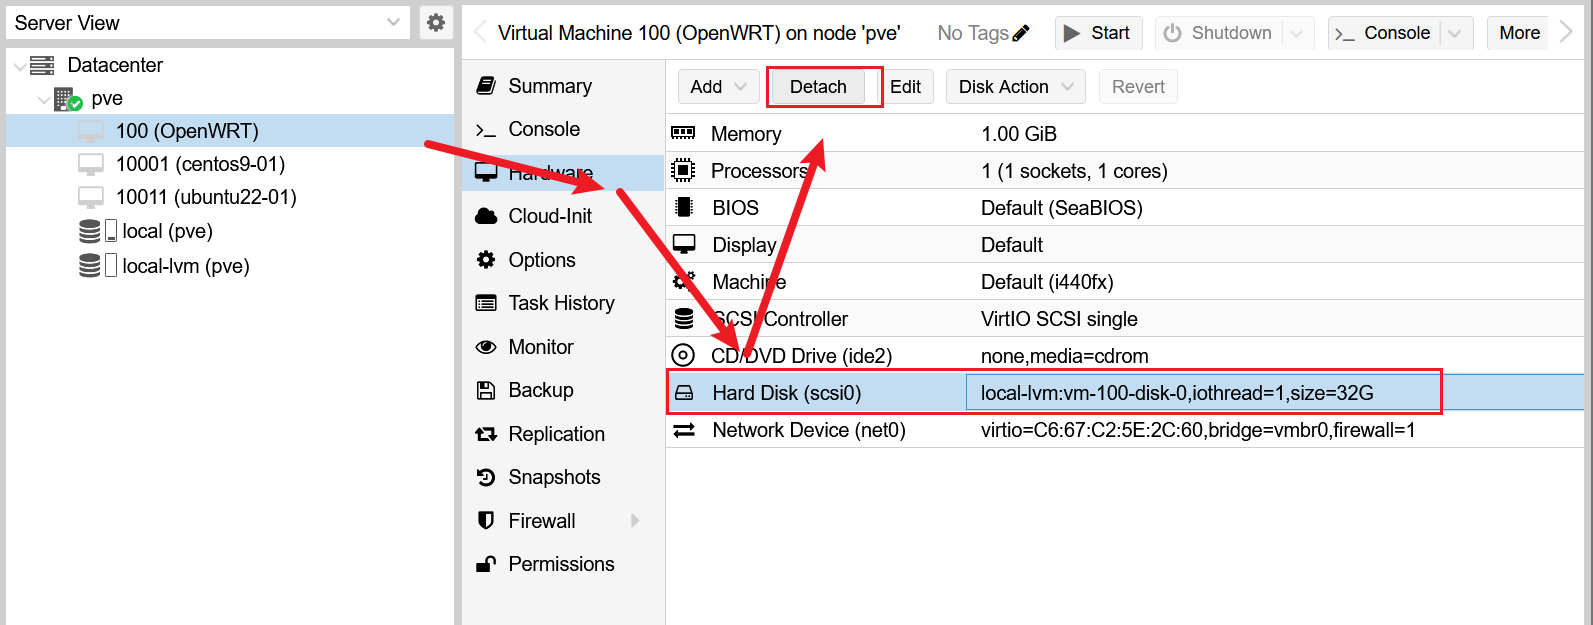 Server View
Datacenter
pve
100 (OpenWRT)
10001 (centos9-01)
10011 (ubuntu22-01)
local (pve)
local-lvm (pve)
Virtual Machine 100 (OpenWRT) on node 'pve'
No Tags
Start
Shutdown
Console
More
Summary
Console
Hardware
Cloud-Init
Options
Task History
Monitor
Backup
Replication
Snapshots
Firewall
Permissions
Add
Detach
Edit
Disk Action
Revert
Memory 1.00 GiB
Processors 1 (1 sockets, 1 cores)
BIOS Default (SeaBIOS)
Display Default
Machine Default (i440fx)
SCSI Controller VirtIO SCSI single
CD/DVD Drive (ide2) none,media=cdrom
Hard Disk (scsi0) local-lvm:vm-100-disk-0,iothread=1,size=32G
Network Device (net0) virtio=C6:67:C2:5E:2C:60,bridge=vmbr0,firewall=1